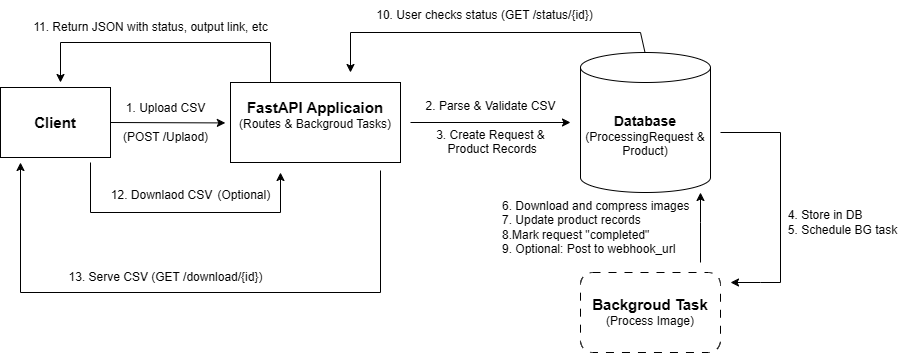 10. User checks status (GET /status/{id})
11. Return JSON with status, output link, etc
Client
1. Upload CSV
(POST /Uplaod)
FastAPI Applicaion
(Routes & Backgroud Tasks)
2. Parse & Validate CSV
3. Create Request &
Product Records
Database
(ProcessingRequest &
Product)
12. Downlaod CSV (Optional)
6. Download and compress images
7. Update product records
8.Mark request "completed"
9. Optional: Post to webhook_url
4. Store in DB
5. Schedule BG task
13. Serve CSV (GET /download/{id})
Backgroud Task
(Process Image)